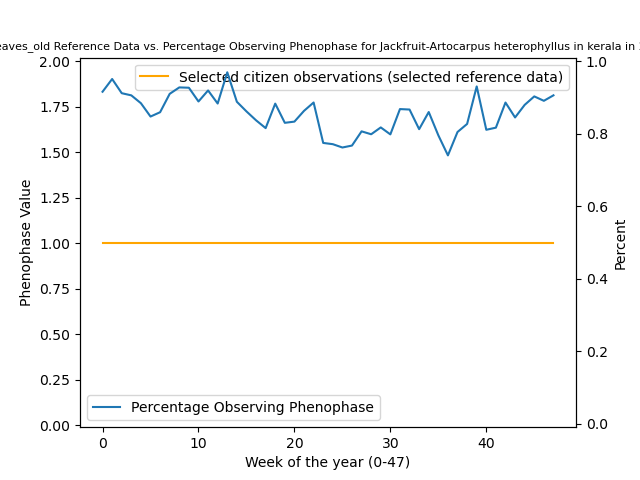 Reference Data vs. Percentage Observing Phenophase for Jackfruit-Artocarpus heterophyllus in kerala in
2.00
1.75
1.50
1.25
1.00
0.75
0.50
0.25
0.00
Phenophase Value
Selected citizen observations (selected reference data)
Percentage Observing Phenophase
1.0
0.8
0.6
0.4
0.2
0.0
Percent
0 10 20 30 40
Week of the year (0-47)